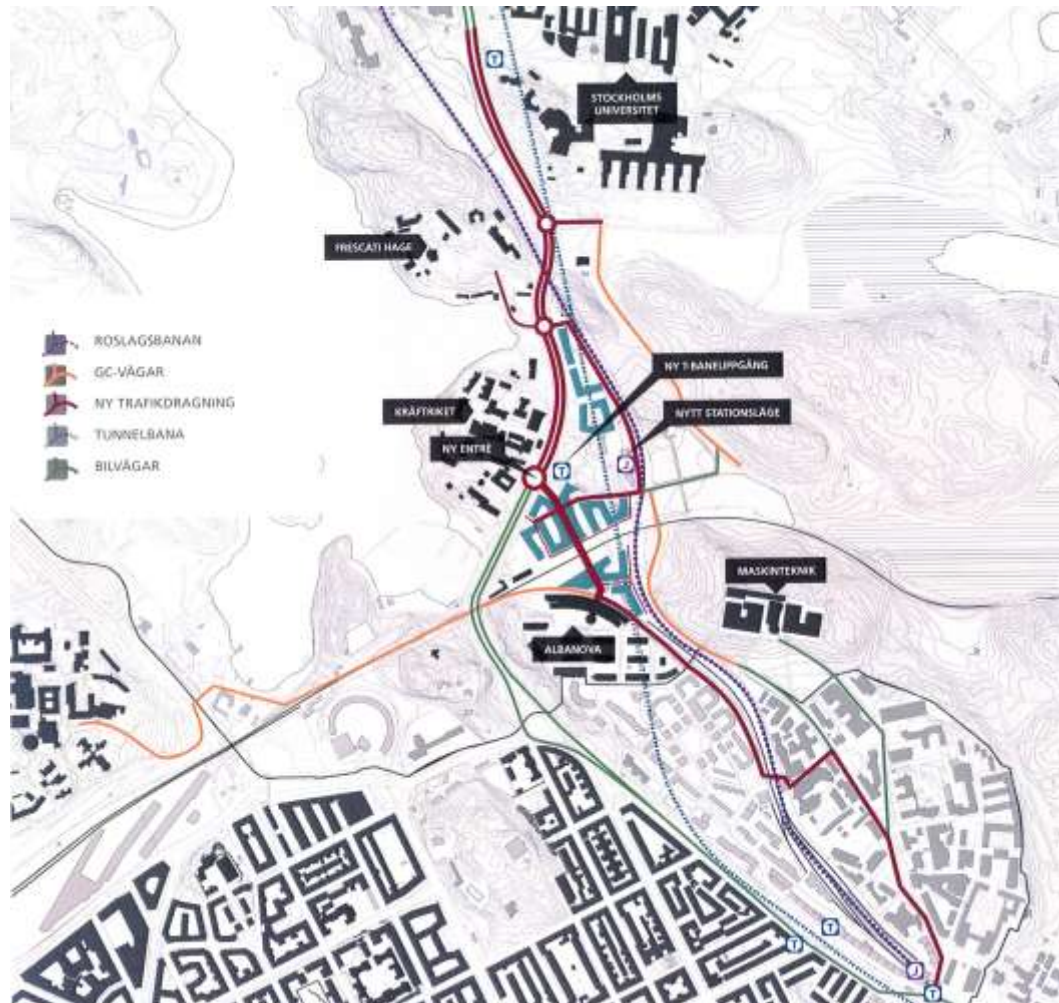 T
STOCKHOLMS
UNIVERSITET
FRESCATI HAGE
ROSLAGSBANAN
GC-VÄGAR
NY TRAFIKDRAGNING
TUNNELBANA
BILVÄGAR
NY T-BANEUPPGÅNG
KRÄFTRIKET
NYTT STATIONSLÄGE
NY ENTRÉ
T
J
MASKINTEKNIK
ALBANOVA
T
T
J
T